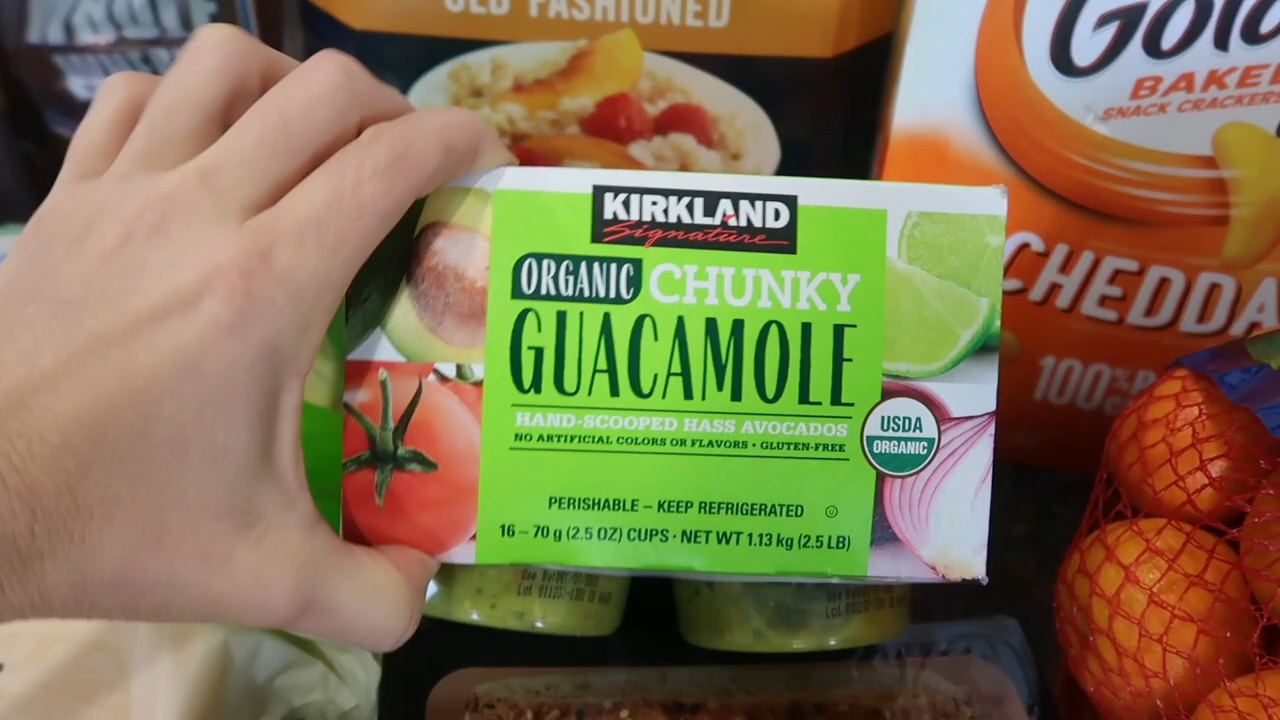 OLD FASHIONED
Gol
BAKE
SNACK CRACKERS
CHEDDA
100%
KIRKLAND
Signature
ORGANIC CHUNKY
GUACAMOLE
HAND-SCOOPED HASS AVOCADOS
NO ARTIFICIAL COLORS OR FLAVORS • GLUTEN-FREE
USDA
ORGANIC
PERISHABLE – KEEP REFRIGERATED
16 – 70 g (2.5 OZ) CUPS • NET WT 1.13 kg (2.5 LB)